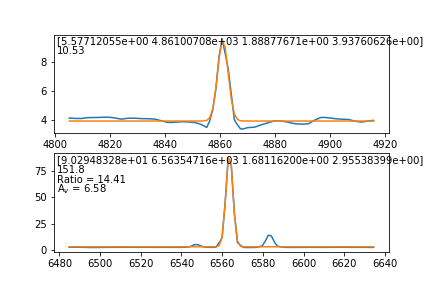 [5.57712055e+00 4.86100708e+03 1.88877671e+00 3.93760626e+00]
10.53
8
6
4
4800 4820 4840 4860 4880 4900 4920
[9.02948328e+01 6.56354716e+03 1.68116200e+00 2.95538399e+00]
151.8
Ratio = 14.41
Av = 6.58
75
50
25
0
6480 6500 6520 6540 6560 6580 6600 6620 6640